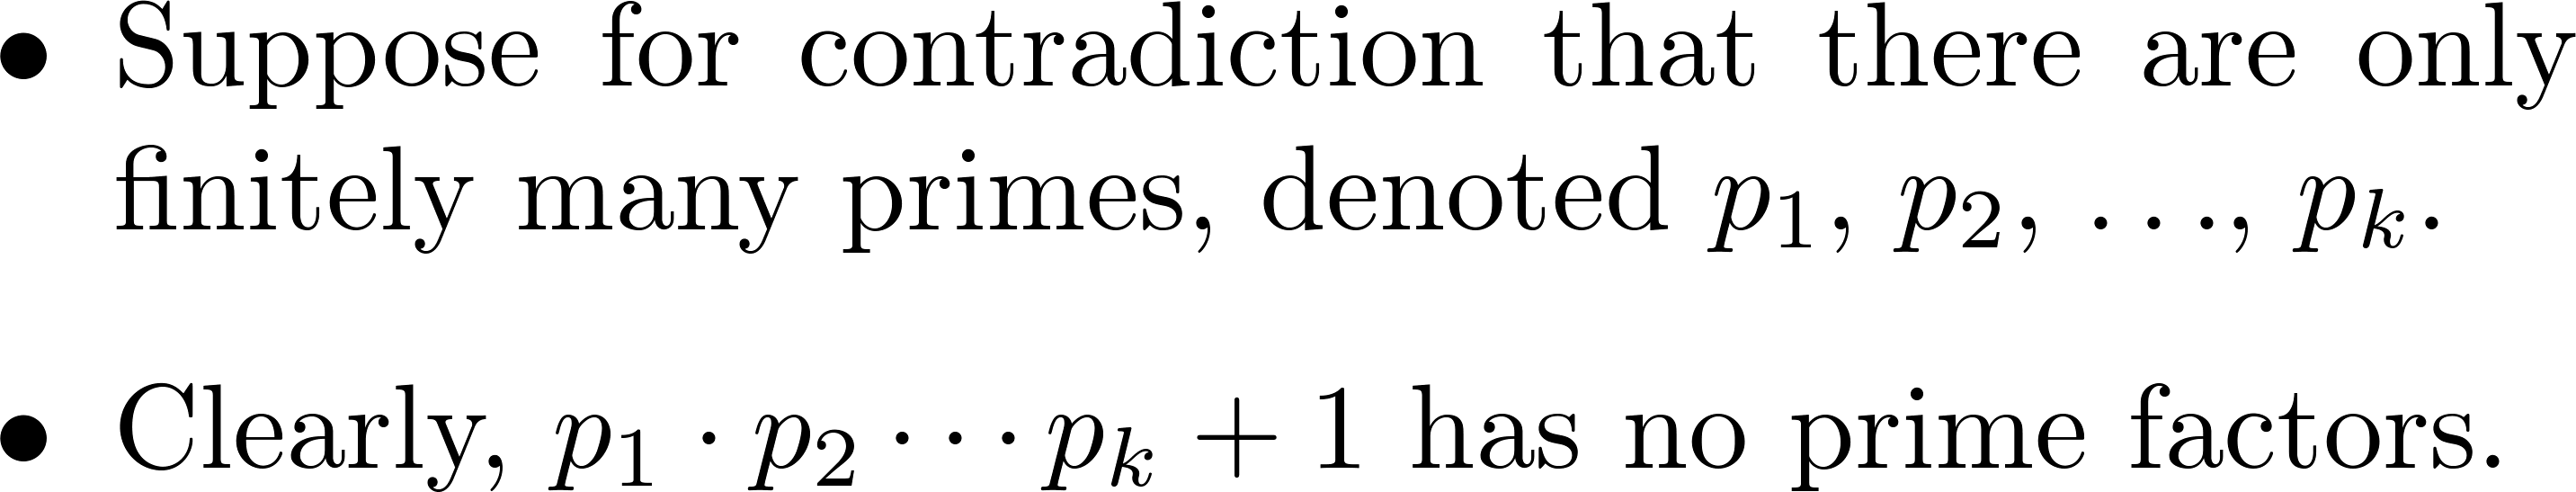 • Suppose for contradiction that there are only
finitely many primes, denoted p₁, p₂, . . ., pₖ.
• Clearly, p₁ · p₂ · · · pₖ + 1 has no prime factors.